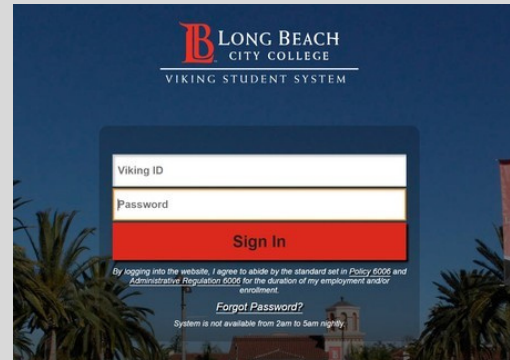 LONG BEACH
CITY COLLEGE
VIKING STUDENT SYSTEM
Viking ID
Password
Sign In
By logging into the website, I agree to abide by the standard set in Policy 6006 and
Administrative Regulation 6006 for the duration of my employment and/or
enrollment.
Forgot Password?
System is not available from 2am to 5am nightly.